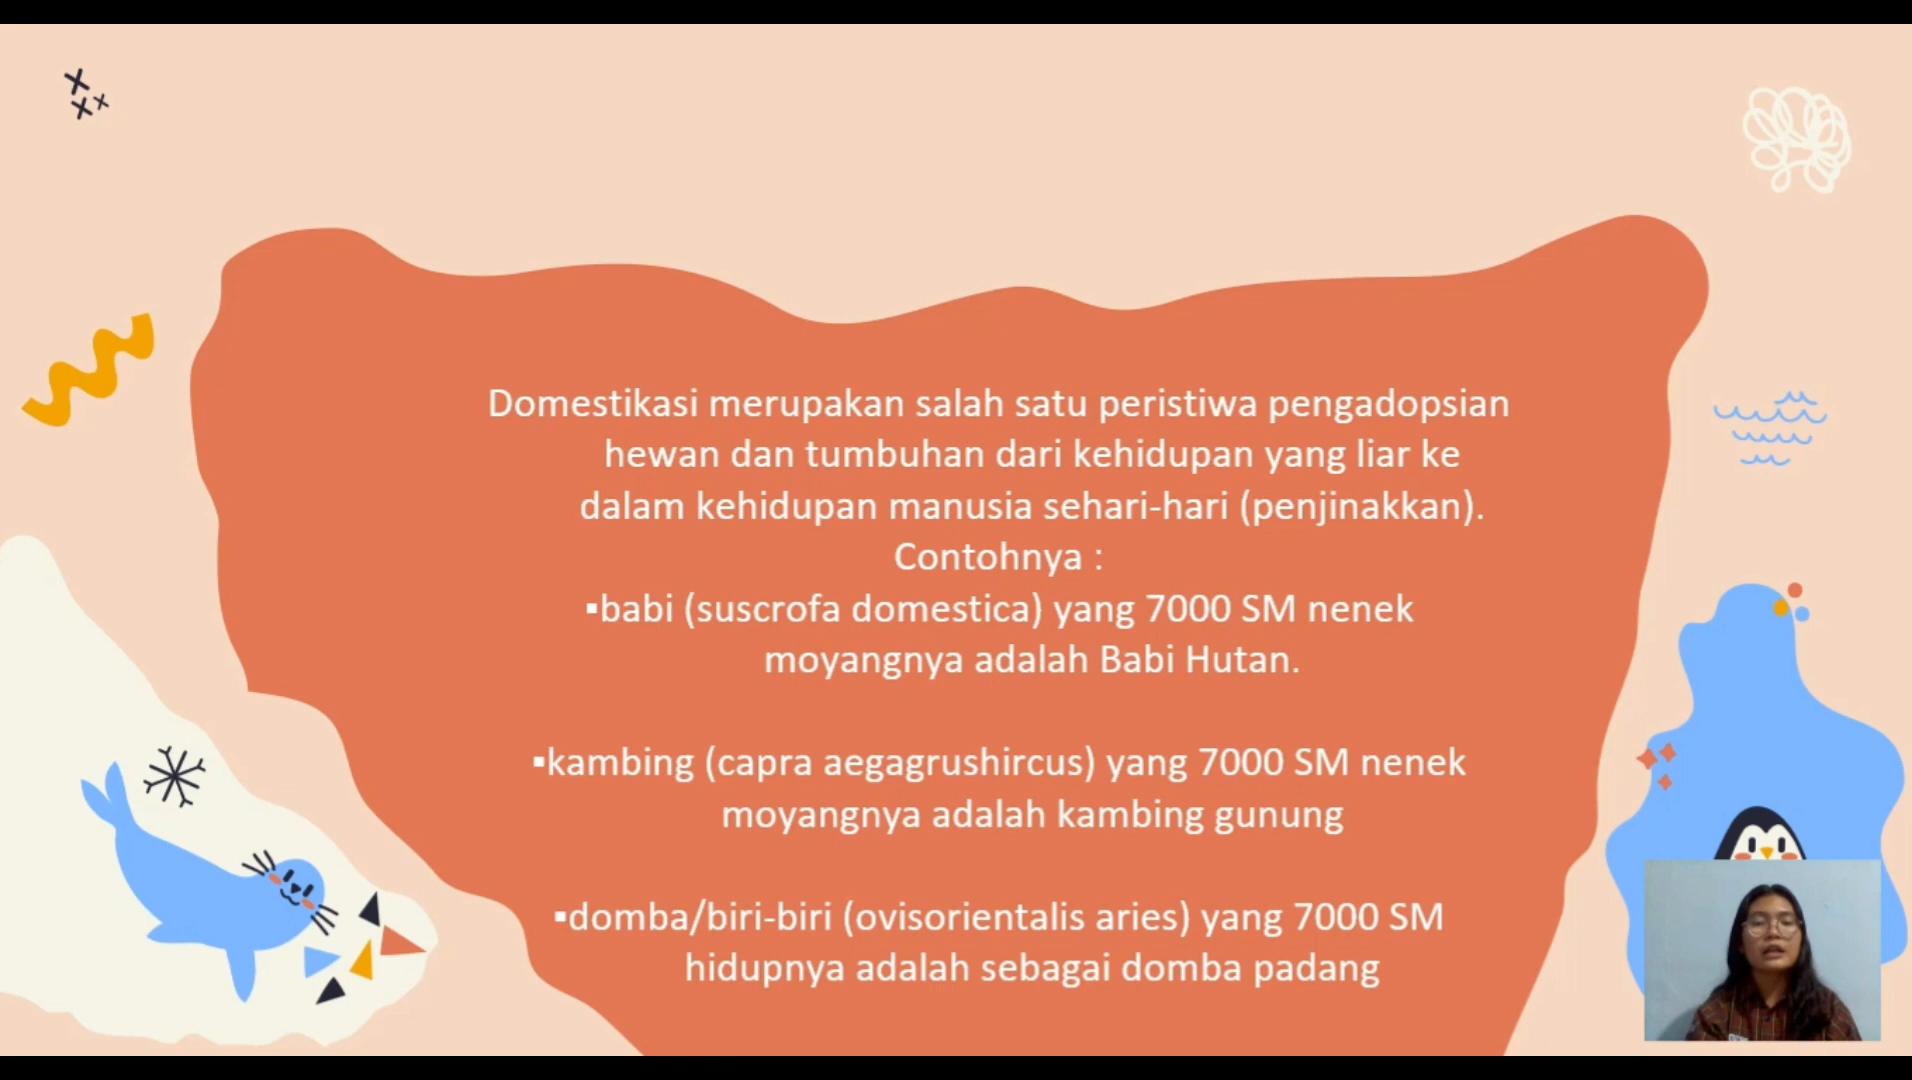 Domestikasi merupakan salah satu peristiwa pengadopsian
hewan dan tumbuhan dari kehidupan yang liar ke
dalam kehidupan manusia sehari-hari (penjinakkan).
Contohnya :
▪babi (suscrofa domestica) yang 7000 SM nenek
moyangnya adalah Babi Hutan.
▪kambing (capra aegagrushircus) yang 7000 SM nenek
moyangnya adalah kambing gunung
▪domba/biri-biri (ovisorientalis aries) yang 7000 SM
hidupnya adalah sebagai domba padang